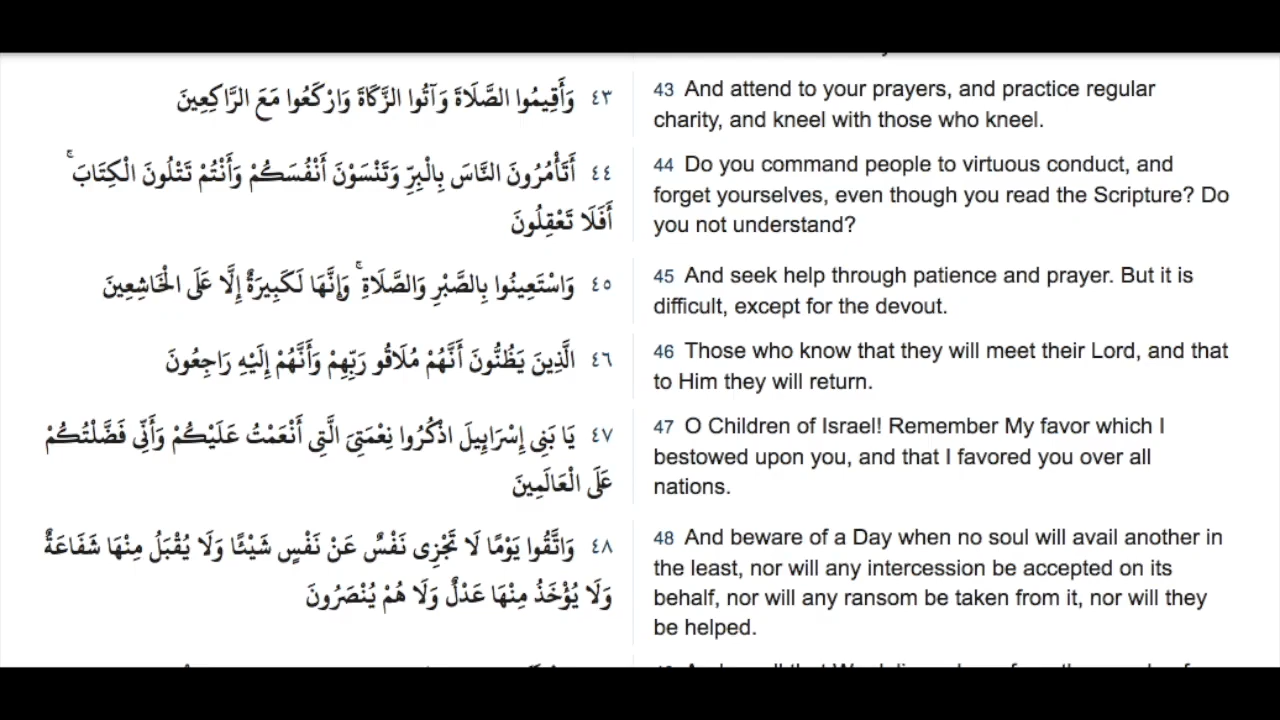 ٤٣ وَأَقِيمُوا الصَّلَاةَ وَآتُوا الزَّكَاةَ وَارْكَعُوا مَعَ الرَّاكِعِينَ
43 And attend to your prayers, and practice regular
charity, and kneel with those who kneel.
٤٤ أَتَأْمُرُونَ النَّاسَ بِالْبِرِّ وَتَنْسَوْنَ أَنْفُسَكُمْ وَأَنْتُمْ تَتْلُونَ الْكِتَابَ ۚ
أَفَلَا تَعْقِلُونَ
44 Do you command people to virtuous conduct, and
forget yourselves, even though you read the Scripture? Do
you not understand?
٤٥ وَاسْتَعِينُوا بِالصَّبْرِ وَالصَّلَاةِ ۚ وَإِنَّهَا لَكَبِيرَةٌ إِلَّا عَلَى الْخَاشِعِينَ
45 And seek help through patience and prayer. But it is
difficult, except for the devout.
٤٦ الَّذِينَ يَظُنُّونَ أَنَّهُمْ مُلَاقُو رَبِّهِمْ وَأَنَّهُمْ إِلَيْهِ رَاجِعُونَ
46 Those who know that they will meet their Lord, and that
to Him they will return.
٤٧ يَا بَنِي إِسْرَائِيلَ اذْكُرُوا نِعْمَتِيَ الَّتِي أَنْعَمْتُ عَلَيْكُمْ وَأَنِّي فَضَّلْتُكُمْ
عَلَى الْعَالَمِينَ
47 O Children of Israel! Remember My favor which I
bestowed upon you, and that I favored you over all
nations.
٤٨ وَاتَّقُوا يَوْمًا لَا تَجْزِي نَفْسٌ عَنْ نَفْسٍ شَيْئًا وَلَا يُقْبَلُ مِنْهَا شَفَاعَةٌ
وَلَا يُؤْخَذُ مِنْهَا عَدْلٌ وَلَا هُمْ يُنْصَرُونَ
48 And beware of a Day when no soul will avail another in
the least, nor will any intercession be accepted on its
behalf, nor will any ransom be taken from it, nor will they
be helped.